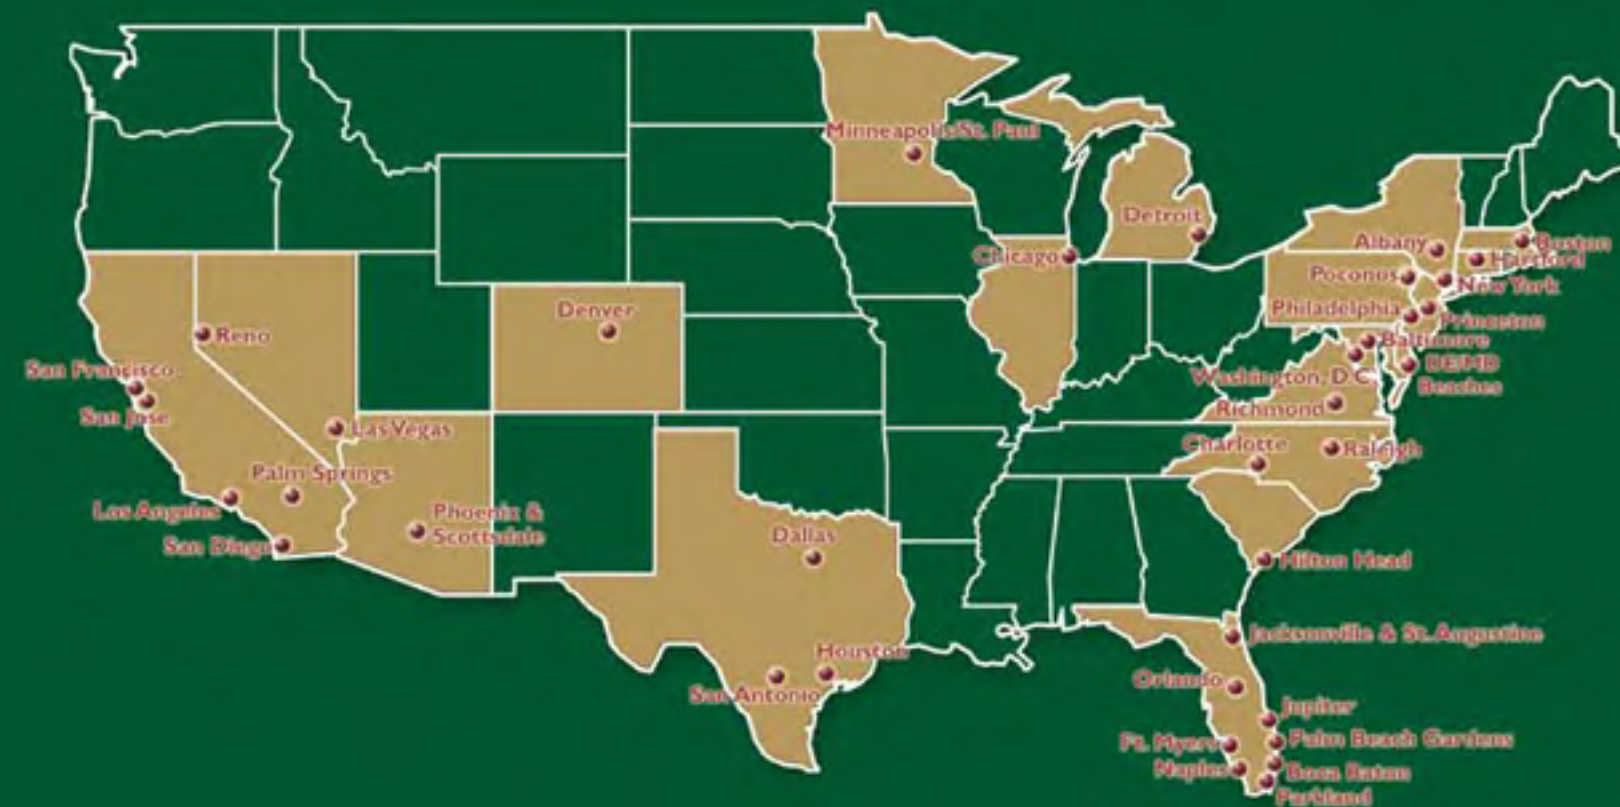 Minneapolis/St. Paul
Detroit
Chicago
Albany
Boston
Hartford
Poconos
New York
Philadelphia
Princeton
Baltimore
DE/MD
Beaches
Washington, D.C.
Richmond
Charlotte
Raleigh
Hilton Head
Denver
Reno
San Francisco
San Jose
Las Vegas
Palm Springs
Los Angeles
San Diego
Phoenix &
Scottsdale
Dallas
Houston
San Antonio
Jacksonville & St. Augustine
Orlando
Jupiter
Ft. Myers
Palm Beach Gardens
Naples
Boca Raton
Parkland